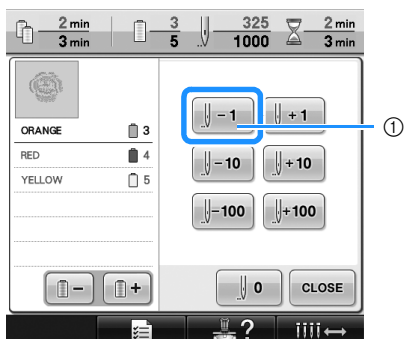 2 min
3 min
3
5
325
1000
2 min
3 min
ORANGE 3
RED 4
YELLOW 5
-1
+1
-10
+10
-100
+100
- +
0
CLOSE
?
①